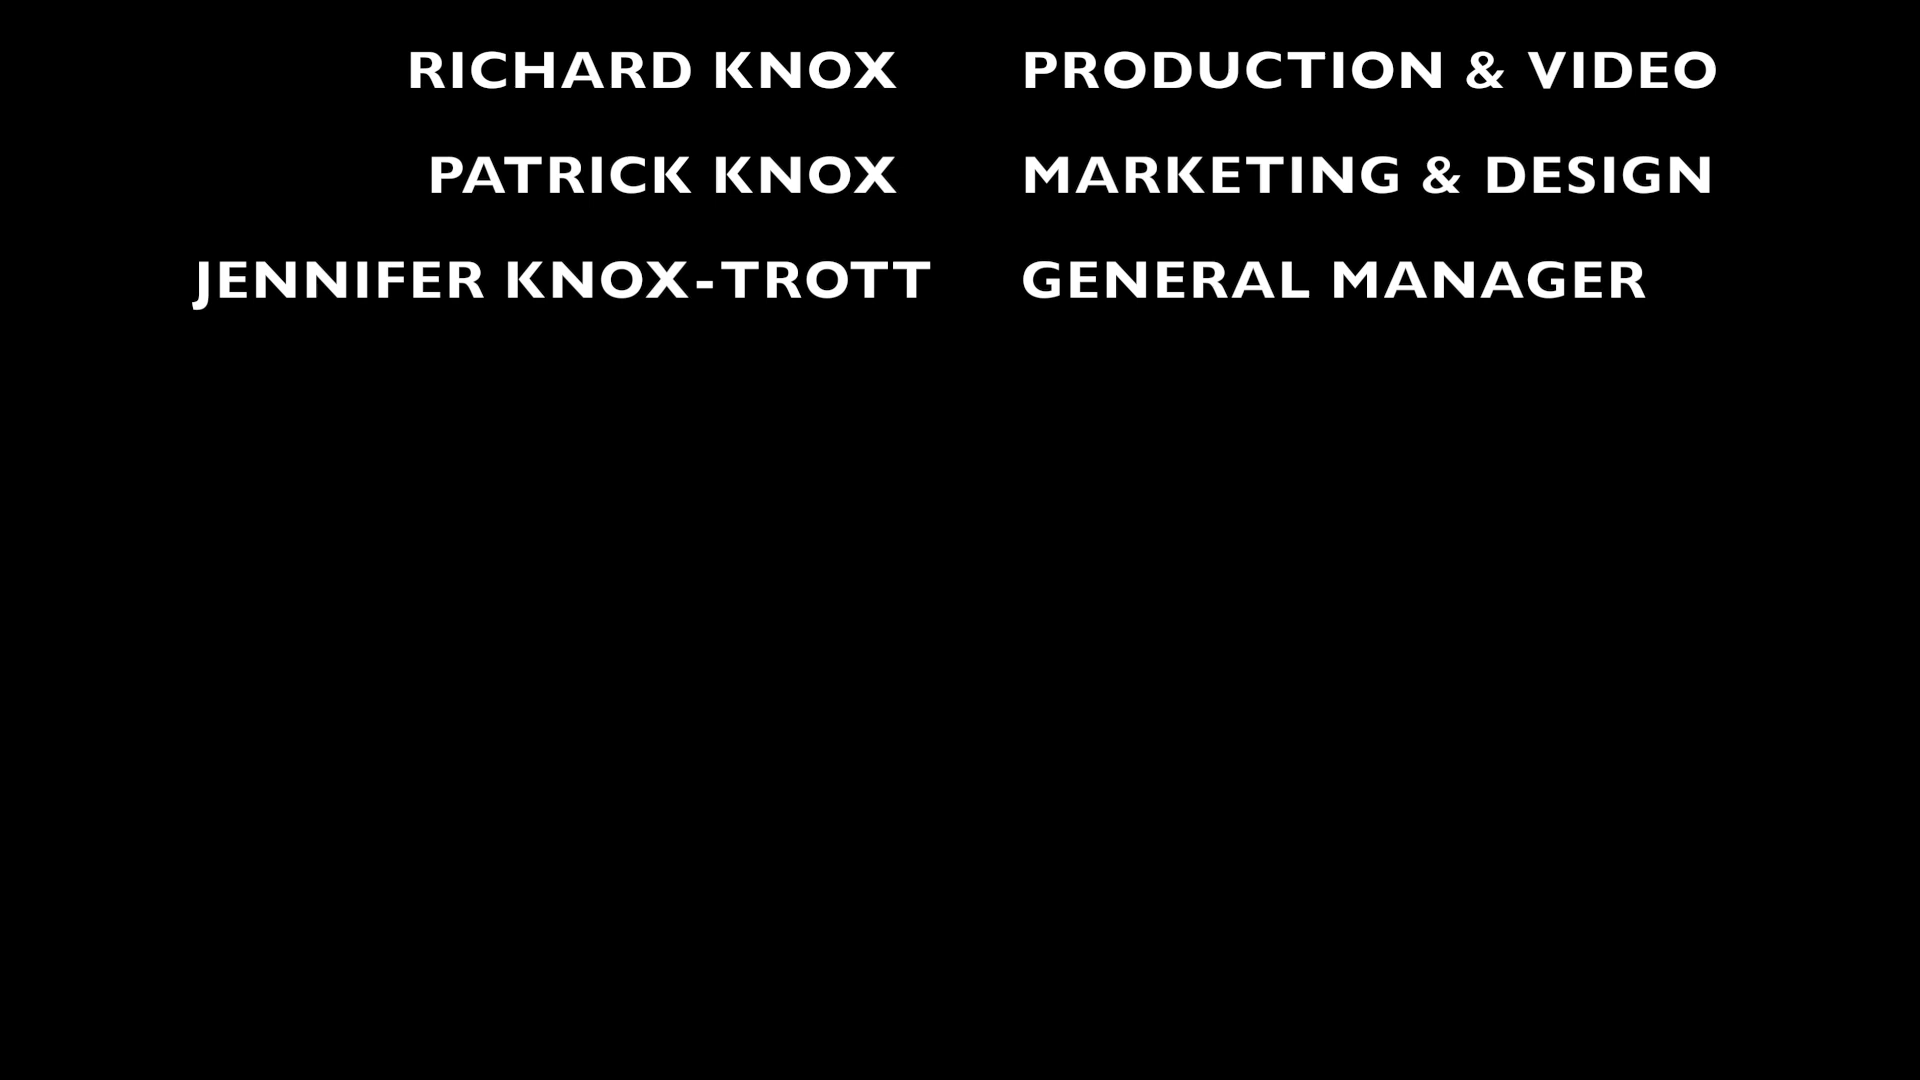 RICHARD KNOX PRODUCTION & VIDEO
PATRICK KNOX MARKETING & DESIGN
JENNIFER KNOX-TROTT GENERAL MANAGER